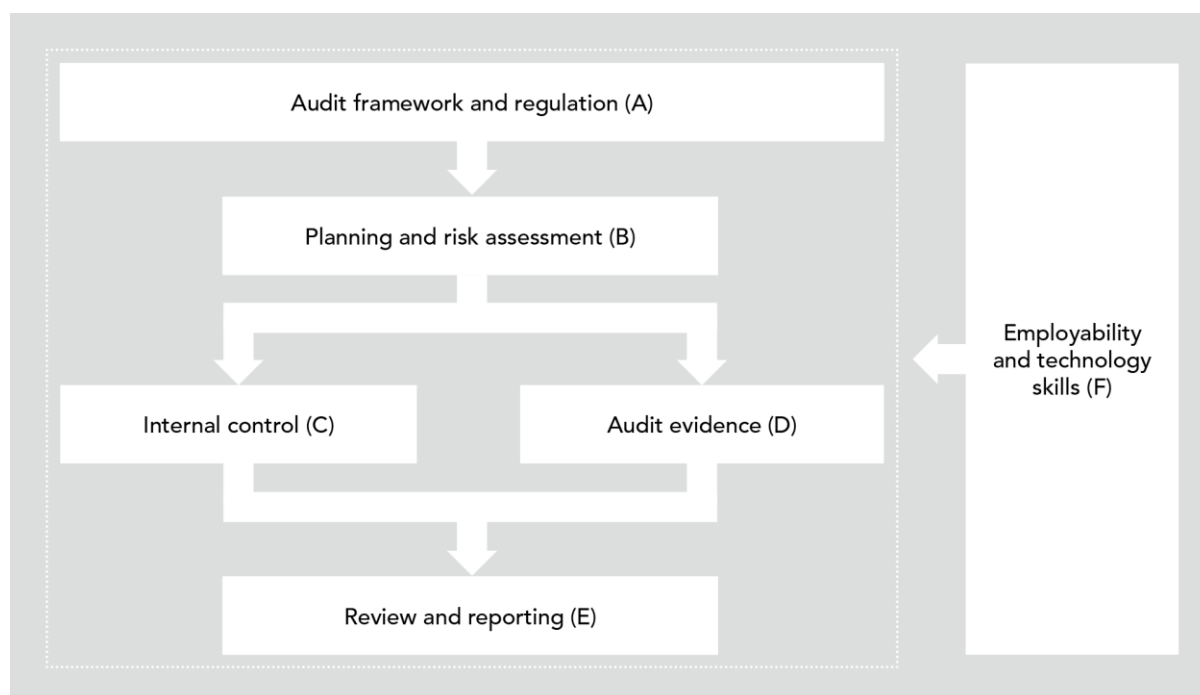 Audit framework and regulation (A)
Planning and risk assessment (B)
Internal control (C)
Audit evidence (D)
Review and reporting (E)
Employability
and technology
skills (F)